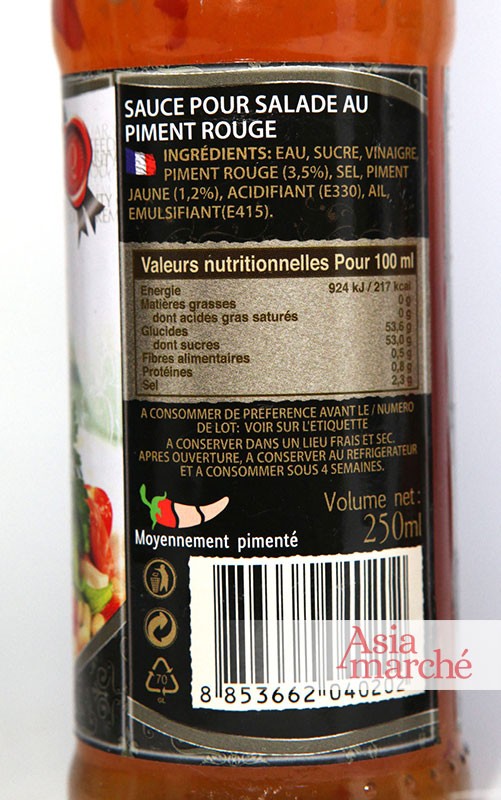 SAUCE POUR SALADE AU
PIMENT ROUGE
INGRÉDIENTS: EAU, SUCRE, VINAIGRE,
PIMENT ROUGE (3,5%), SEL, PIMENT
JAUNE (1,2%), ACIDIFIANT (E330), AIL,
EMULSIFIANT(E415).
Valeurs nutritionnelles Pour 100 ml
Energie 924 kJ / 217 kcal
Matières grasses 0 g
dont acides gras saturés 0 g
Glucides 53,6 g
dont sucres 53,0 g
Fibres alimentaires 0,5 g
Protéines 0,8 g
Sel 2,3 g
A CONSOMMER DE PREFERENCE AVANT LE / NUMERO
DE LOT: VOIR SUR L'ETIQUETTE
A CONSERVER DANS UN LIEU FRAIS ET SEC.
APRES OUVERTURE, A CONSERVER AU REFRIGERATEUR
ET A CONSOMMER SOUS 4 SEMAINES.
Volume net:
250ml
Moyennement pimenté
70
GL
8 853662 040202
Asia
marché